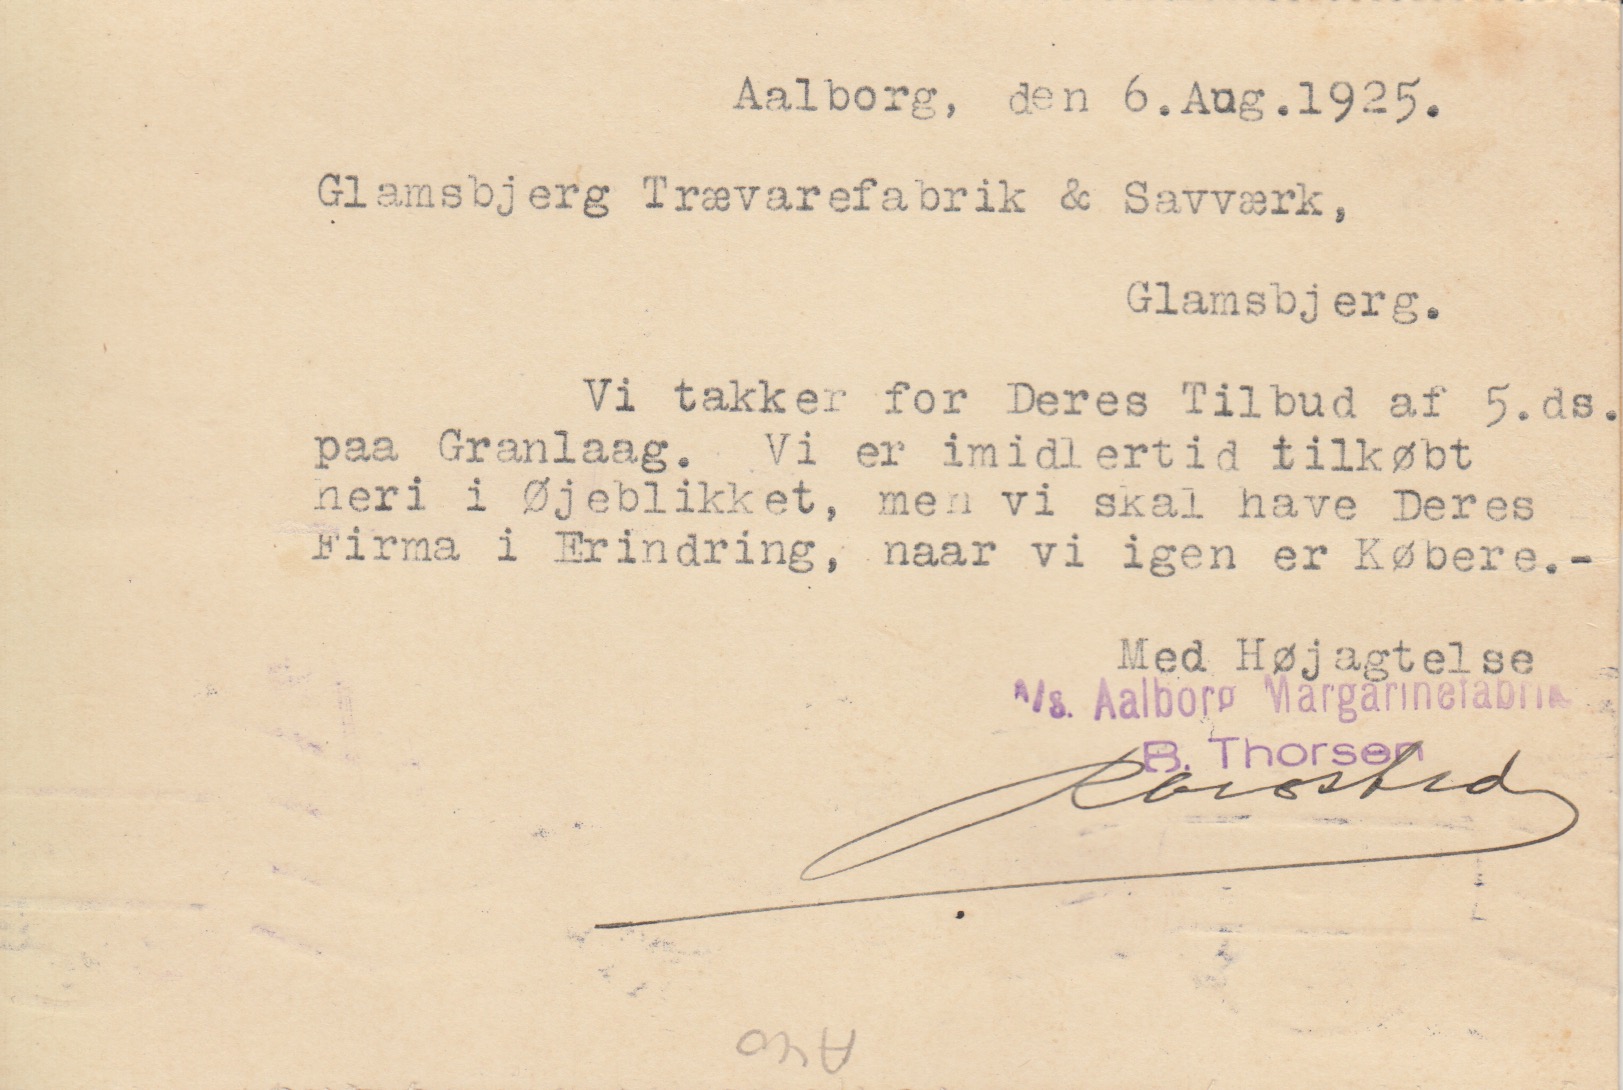 Aalborg, den 6.Aug.1925.
Glamsbjerg Trævarefabrik & Savværk,
Glamsbjerg.
Vi takker for Deres Tilbud af 5.ds.
paa Granlaag. Vi er imidlertid tilkøbt
heri i Øjeblikket, men vi skal have Deres
Firma i Erindring, naar vi igen er Købere.-
Med Højagtelse
A/s. Aalborg Margarinefabrik
B. Thorsen